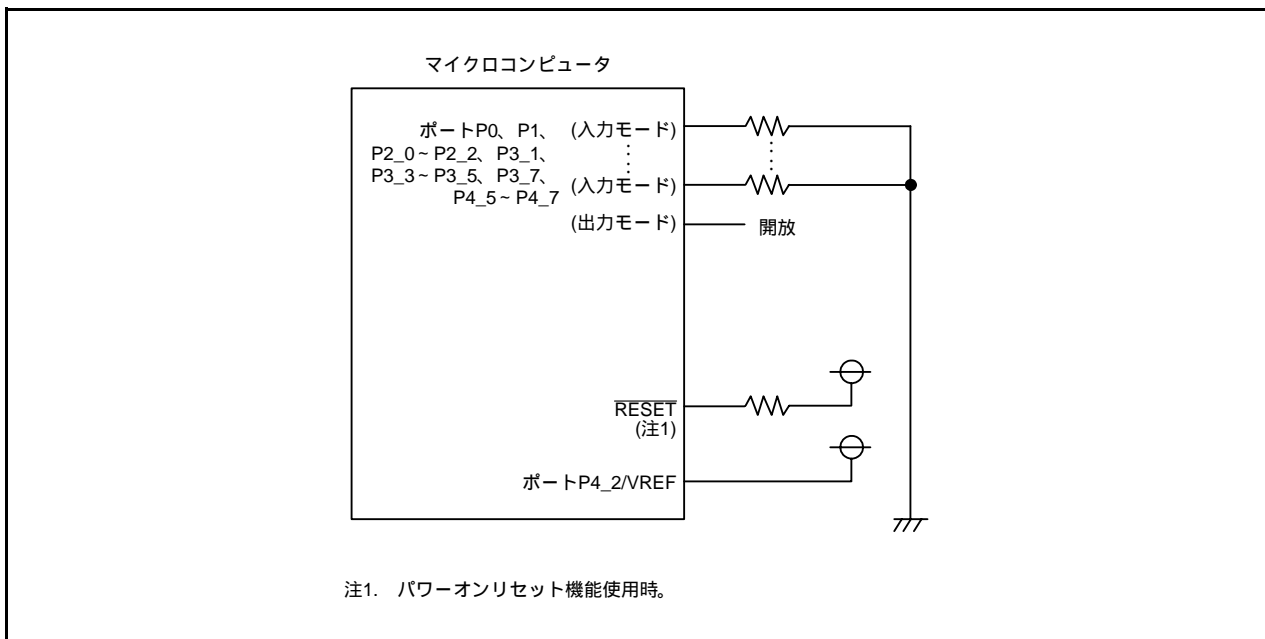 マイクロコンピュータ
ポートP0、P1、 (入力モード)
P2_0~P2_2、P3_1、
P3_3~P3_5、P3_7、 (入力モード)
P4_5~P4_7
(出力モード) 開放
RESET
(注1)
ポートP4_2/VREF
注1. パワーオンリセット機能使用時。